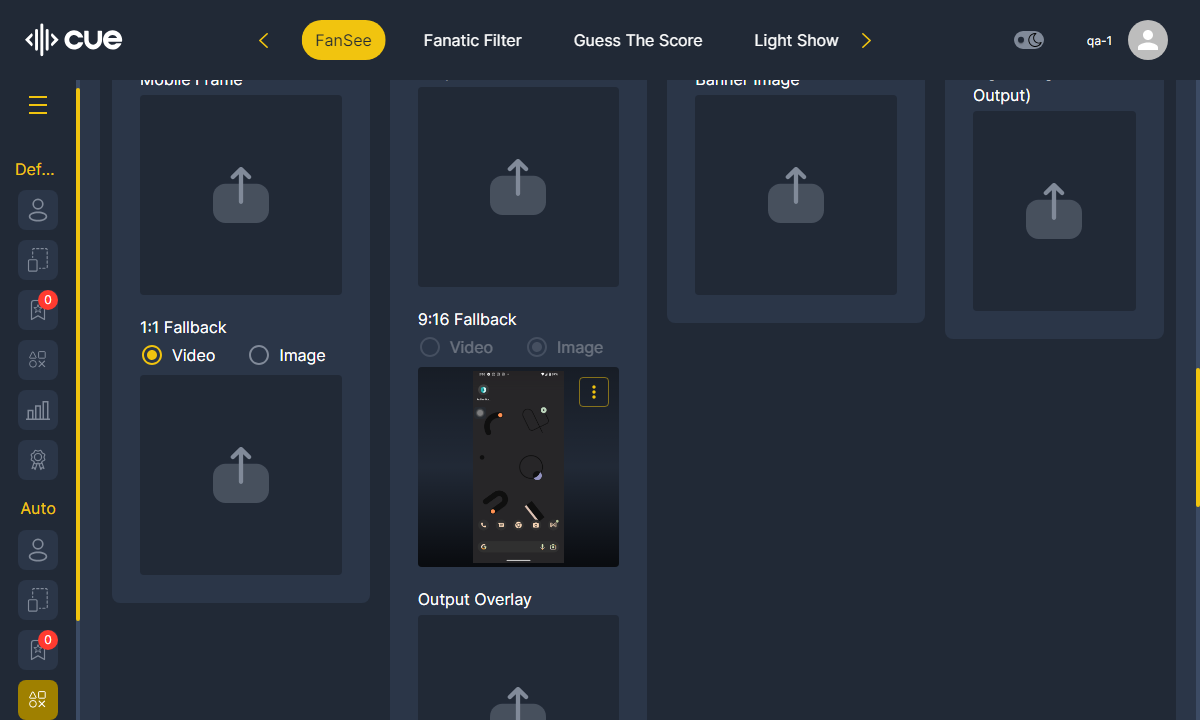 CUE
FanSee
Fanatic Filter
Guess The Score
Light Show
qa-1
Def...
0
Auto
0
Mobile Frame
1:1 Fallback
Video
Image
9:16 Fallback
Video
Image
Output Overlay
Banner Image
Output)